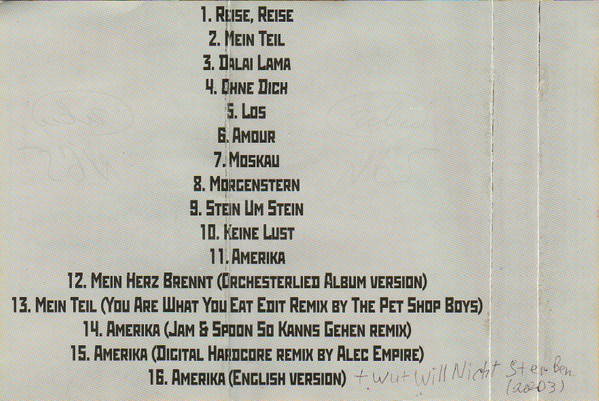 1. Reise, Reise
2. Mein Teil
3. Dalai Lama
4. Ohne Dich
5. Los
6. Amour
7. Moskau
8. Morgenstern
9. Stein Um Stein
10. Keine Lust
11. Amerika
12. Mein Herz Brennt (Orchesterlied Album version)
13. Mein Teil (You Are What You Eat Edit Remix by The Pet Shop Boys)
14. Amerika (Jam & Spoon So Kanns Gehen remix)
15. Amerika (Digital Hardcore remix by Alec Empire)
16. Amerika (English version) + Wut Will Nicht Sterben
(2003)